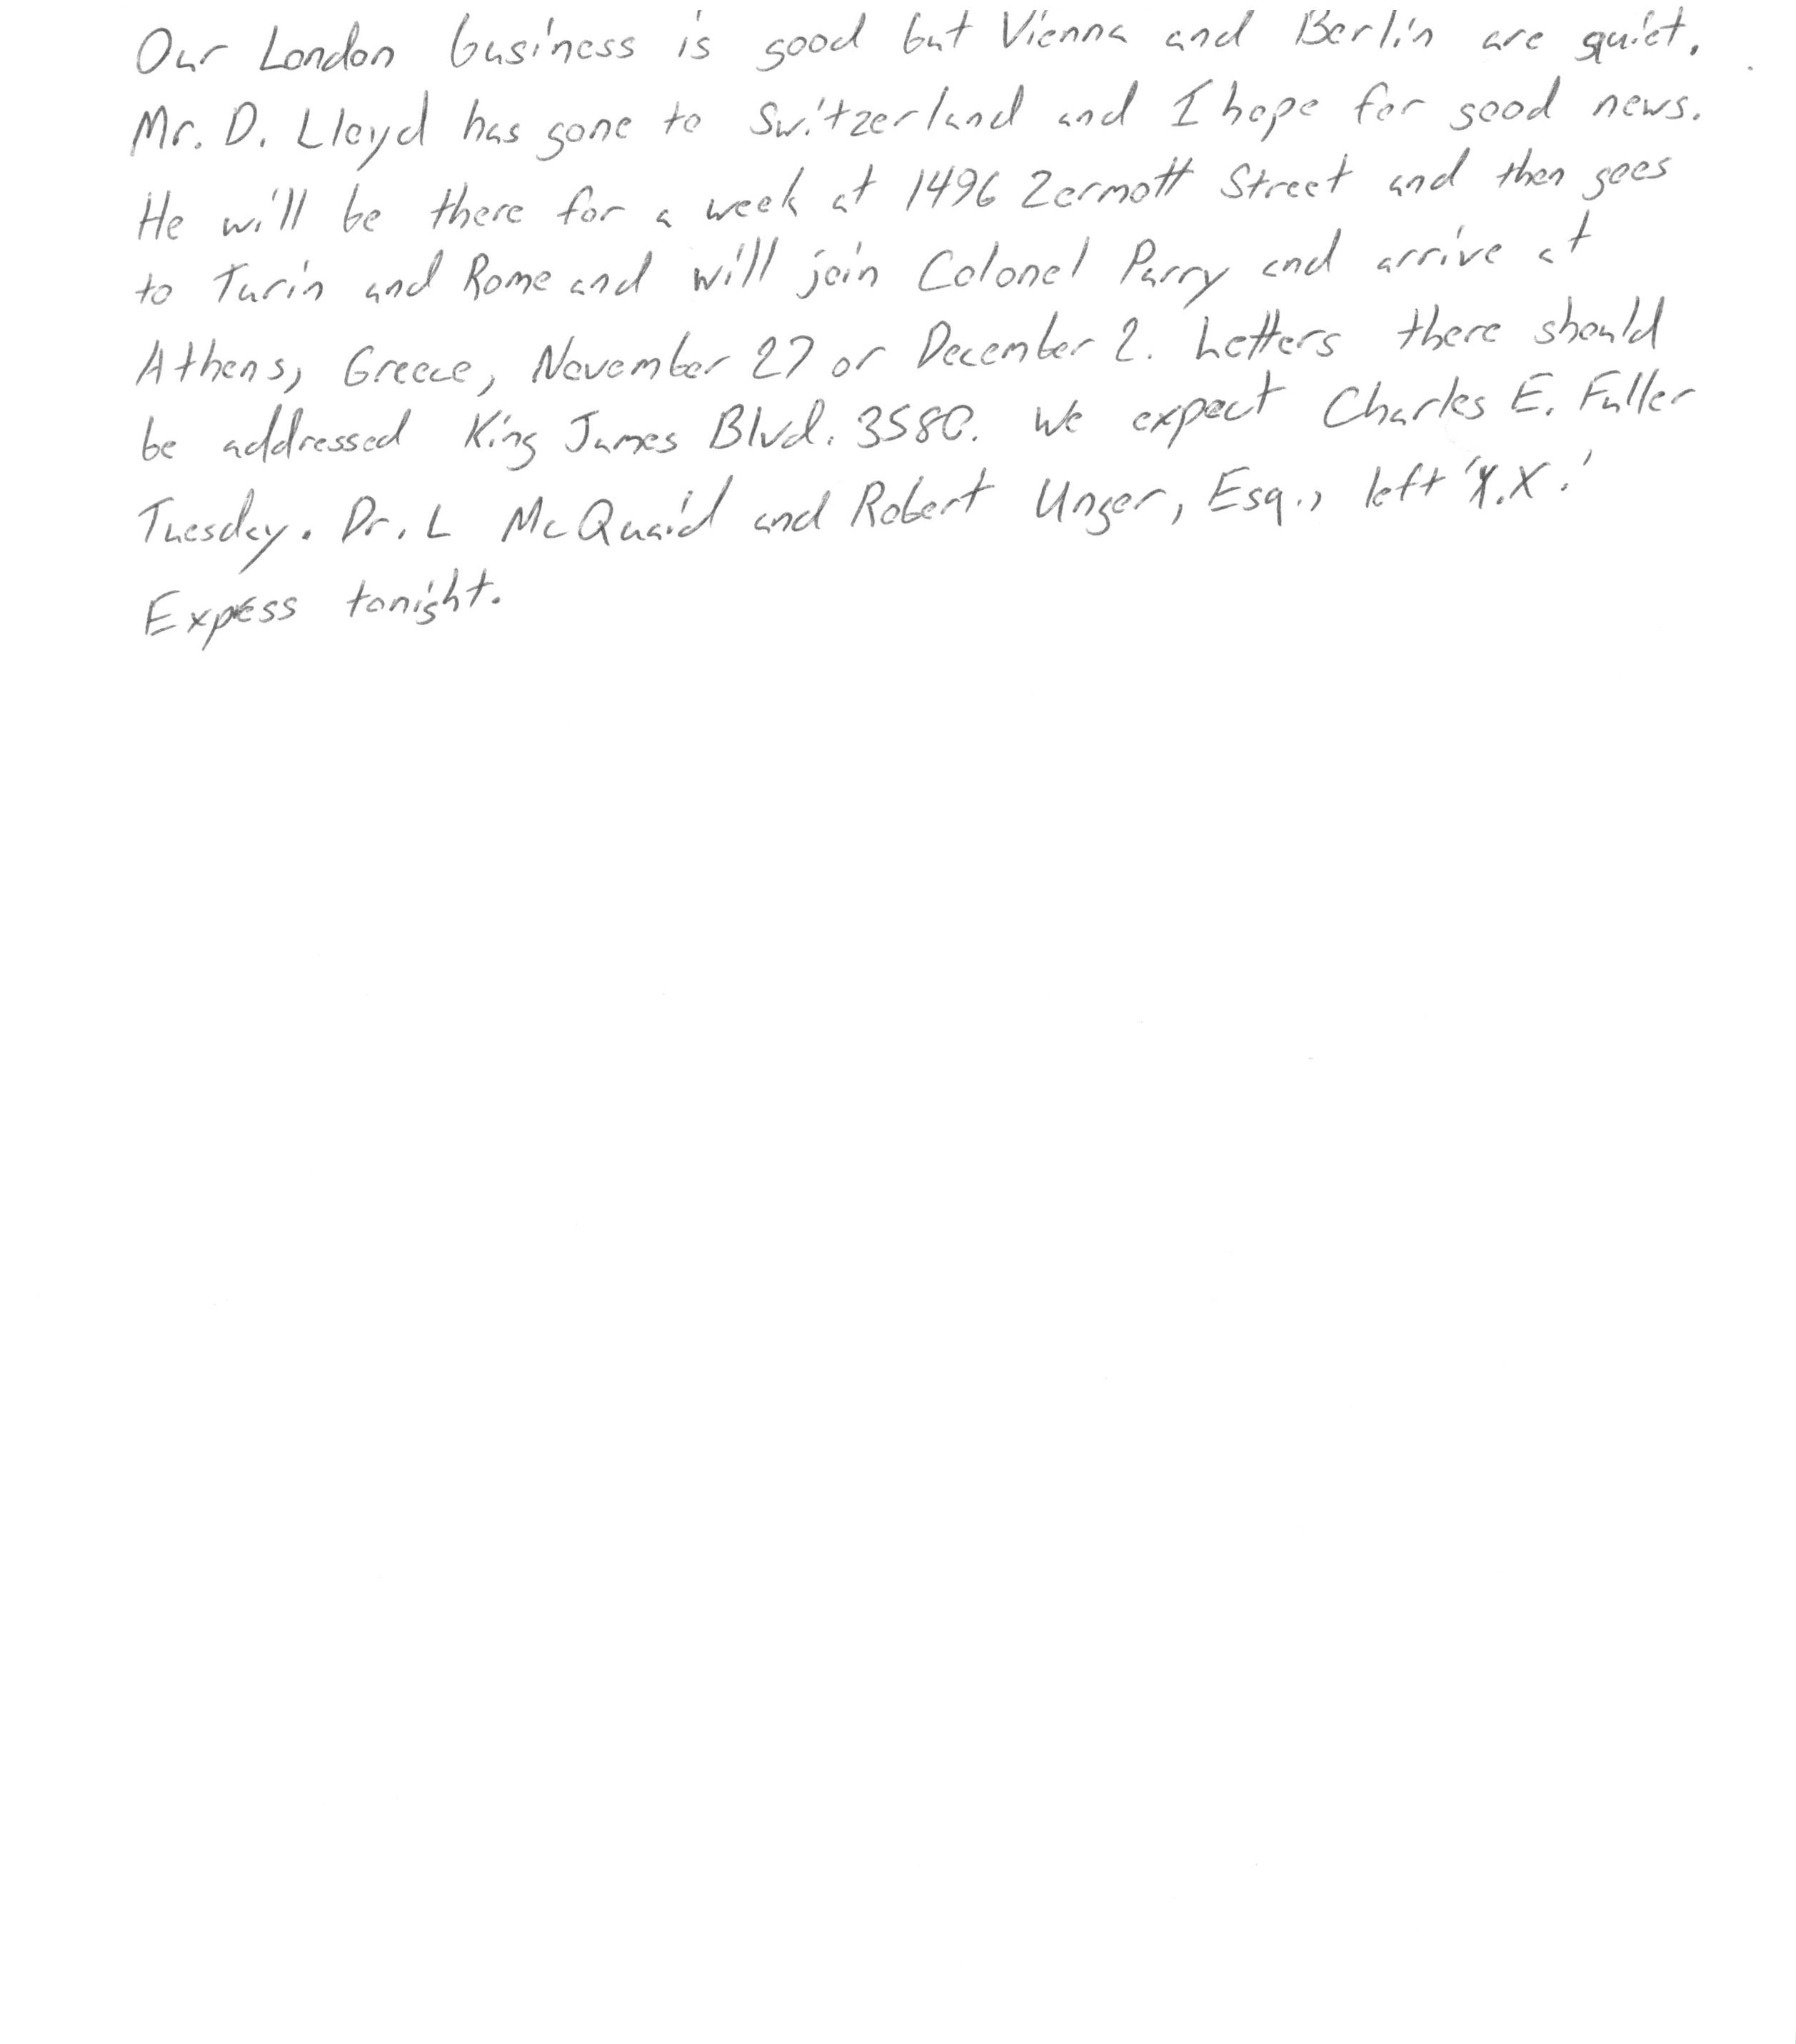 Our London business is good but Vienna and Berlin are quiet.
Mr. D. Lloyd has gone to Switzerland and I hope for good news.
He will be there for a week at 1496 Zermott Street and then goes
to Turin and Rome and will join Colonel Parry and arrive at
Athens, Greece, November 27 or December 2. Letters there should
be addressed King James Blvd. 3580. We expect Charles E. Fuller
Tuesday. Dr. L McQuaid and Robert Unger, Esq., left 'Y.X.'
Expess tonight.